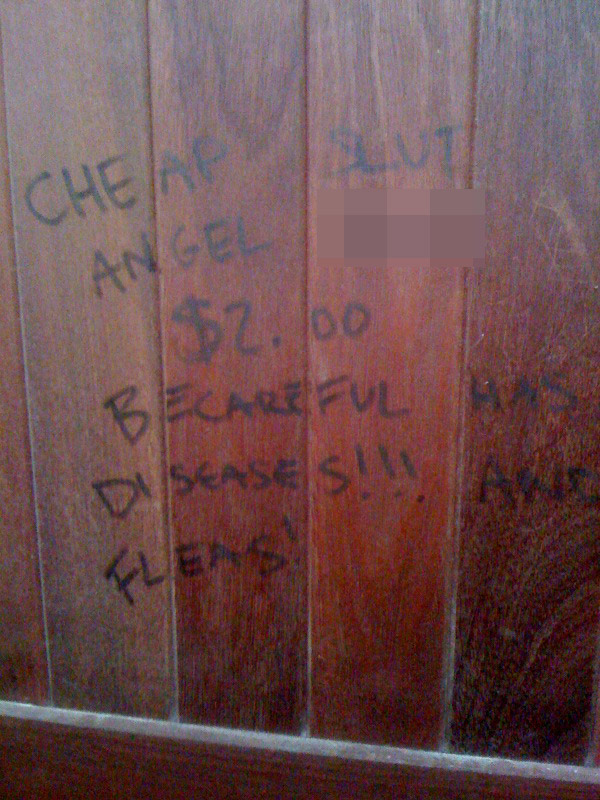 CHEAP SLUT
ANGEL
$2.00
BECAREFUL HAS
DISEASES!!! AND
FLEAS!